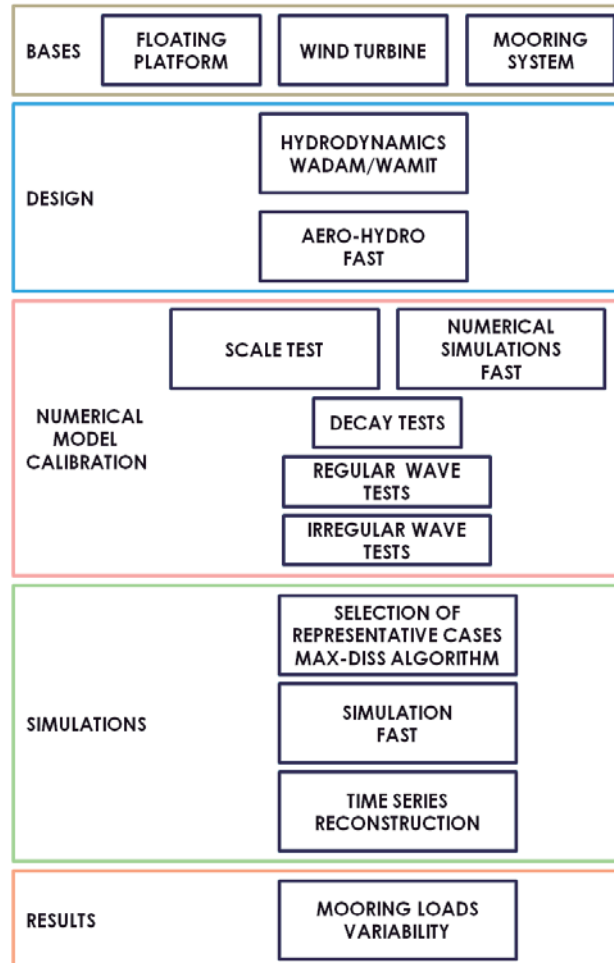 BASES
FLOATING
PLATFORM
WIND TURBINE
MOORING
SYSTEM
DESIGN
HYDRODYNAMICS
WADAM/WAMIT
AERO-HYDRO
FAST
NUMERICAL
MODEL
CALIBRATION
SCALE TEST
NUMERICAL
SIMULATIONS
FAST
DECAY TESTS
REGULAR WAVE
TESTS
IRREGULAR WAVE
TESTS
SIMULATIONS
SELECTION OF
REPRESENTATIVE CASES
MAX-DISS ALGORITHM
SIMULATION
FAST
TIME SERIES
RECONSTRUCTION
RESULTS
MOORING LOADS
VARIABILITY